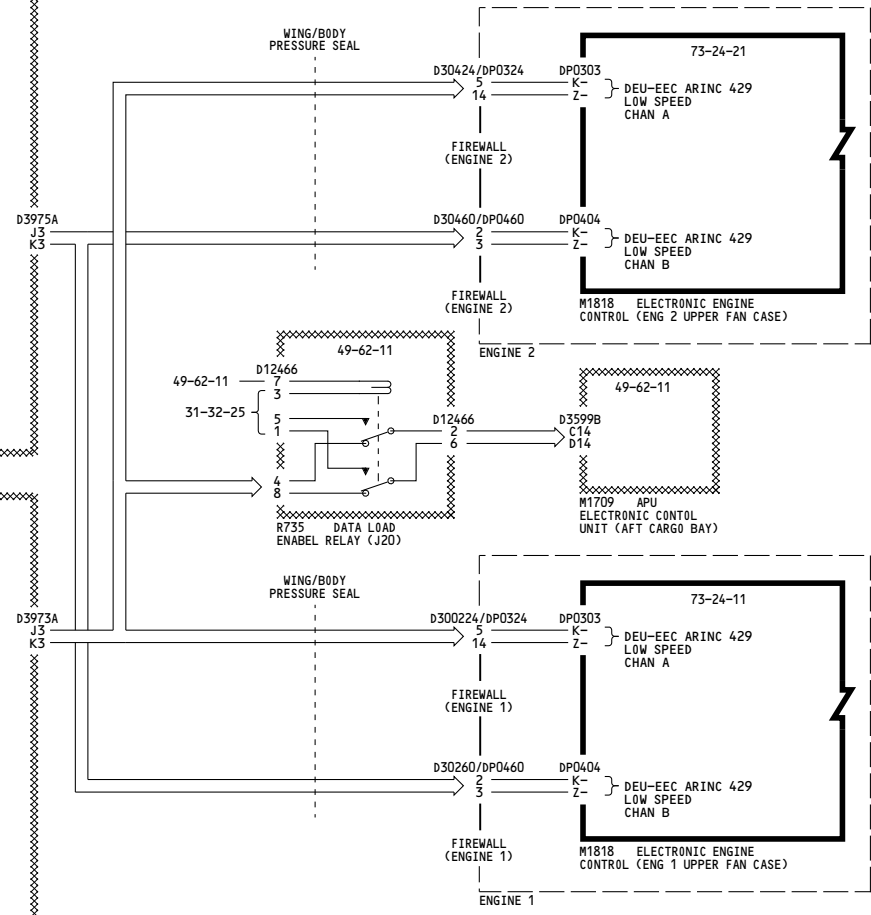 WING/BODY
PRESSURE SEAL
73-24-21
D30424/DP0324
DP0303
5
K-
14
Z-
DEU-EEC ARINC 429
LOW SPEED
CHAN A
FIREWALL
(ENGINE 2)
D3975A
J3
K3
D30460/DP0460
DP0404
2
K-
3
Z-
DEU-EEC ARINC 429
LOW SPEED
CHAN B
FIREWALL
(ENGINE 2)
M1818 ELECTRONIC ENGINE
CONTROL (ENG 2 UPPER FAN CASE)
ENGINE 2
49-62-11
D12466
49-62-11
7
3
31-32-25
5
1
4
8
D12466
2
6
R735 DATA LOAD
ENABEL RELAY (J20)
49-62-11
D3599B
C14
D14
M1709 APU
ELECTRONIC CONTOL
UNIT (AFT CARGO BAY)
WING/BODY
PRESSURE SEAL
73-24-11
D3973A
J3
K3
D300224/DP0324
DP0303
5
K-
14
Z-
DEU-EEC ARINC 429
LOW SPEED
CHAN A
FIREWALL
(ENGINE 1)
D30260/DP0460
DP0404
2
K-
3
Z-
DEU-EEC ARINC 429
LOW SPEED
CHAN B
FIREWALL
(ENGINE 1)
M1818 ELECTRONIC ENGINE
CONTROL (ENG 1 UPPER FAN CASE)
ENGINE 1